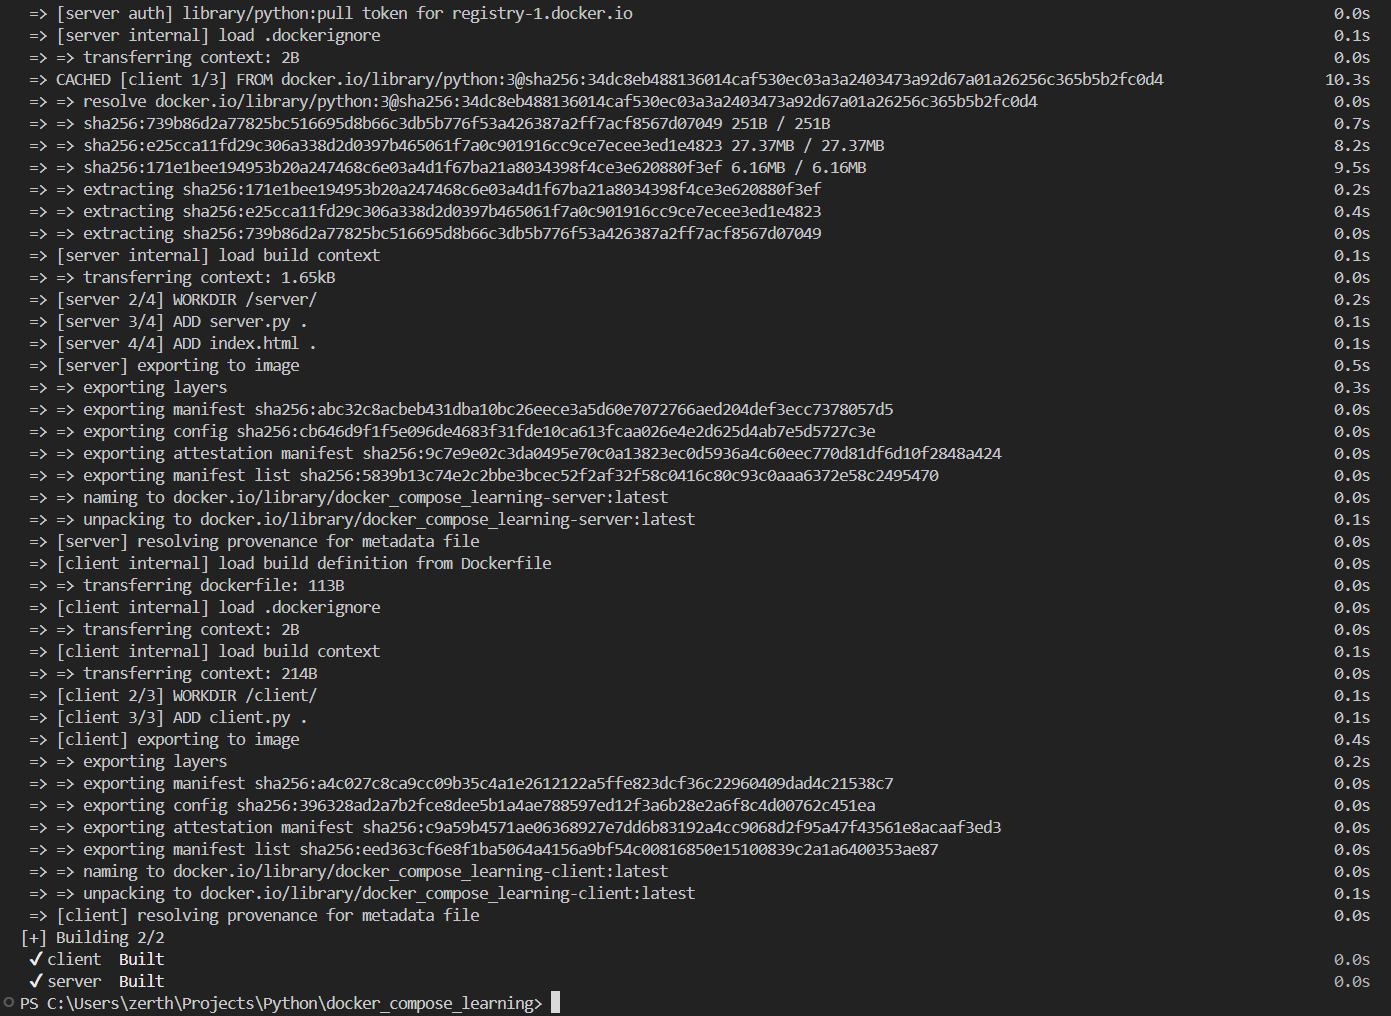 => [server auth] library/python:pull token for registry-1.docker.io 0.0s
=> [server internal] load .dockerignore 0.1s
=> => transferring context: 2B 0.0s
=> CACHED [client 1/3] FROM docker.io/library/python:3@sha256:34dc8eb488136014caf530ec03a3a2403473a92d67a01a26256c365b5b2fc0d4 10.3s
=> => resolve docker.io/library/python:3@sha256:34dc8eb488136014caf530ec03a3a2403473a92d67a01a26256c365b5b2fc0d4 0.0s
=> => sha256:739b86d2a77825bc516695d8b66c3db5b776f53a426387a2ff7acf8567d07049 251B / 251B 0.7s
=> => sha256:e25cca11fd29c306a338d2d0397b465061f7a0c901916cc9ce7ecee3ed1e4823 27.37MB / 27.37MB 8.2s
=> => sha256:171e1bee194953b20a247468c6e03a4d1f67ba21a8034398f4ce3e620880f3ef 6.16MB / 6.16MB 9.5s
=> => extracting sha256:171e1bee194953b20a247468c6e03a4d1f67ba21a8034398f4ce3e620880f3ef 0.2s
=> => extracting sha256:e25cca11fd29c306a338d2d0397b465061f7a0c901916cc9ce7ecee3ed1e4823 0.4s
=> => extracting sha256:739b86d2a77825bc516695d8b66c3db5b776f53a426387a2ff7acf8567d07049 0.0s
=> [server internal] load build context 0.1s
=> => transferring context: 1.65kB 0.0s
=> [server 2/4] WORKDIR /server/ 0.2s
=> [server 3/4] ADD server.py . 0.1s
=> [server 4/4] ADD index.html . 0.1s
=> [server] exporting to image 0.5s
=> => exporting layers 0.3s
=> => exporting manifest sha256:abc32c8acbeb431dba10bc26eece3a5d60e7072766aed204def3ecc7378057d5 0.0s
=> => exporting config sha256:cb646d9f1f5e096de4683f31fde10ca613fcaa026e4e2d625d4ab7e5d5727c3e 0.0s
=> => exporting attestation manifest sha256:9c7e9e02c3da0495e70c0a13823ec0d5936a4c60eec770d81df6d10f2848a424 0.0s
=> => exporting manifest list sha256:5839b13c74e2c2bbe3bcec52f2af32f58c0416c80c93c0aaa6372e58c2495470 0.0s
=> => naming to docker.io/library/docker_compose_learning-server:latest 0.0s
=> => unpacking to docker.io/library/docker_compose_learning-server:latest 0.1s
=> [server] resolving provenance for metadata file 0.0s
=> [client internal] load build definition from Dockerfile 0.0s
=> => transferring dockerfile: 113B 0.0s
=> [client internal] load .dockerignore 0.0s
=> => transferring context: 2B 0.0s
=> [client internal] load build context 0.1s
=> => transferring context: 214B 0.0s
=> [client 2/3] WORKDIR /client/ 0.1s
=> [client 3/3] ADD client.py . 0.1s
=> [client] exporting to image 0.4s
=> => exporting layers 0.2s
=> => exporting manifest sha256:a4c027c8ca9cc09b35c4a1e2612122a5ffe823dcf36c22960409dad4c21538c7 0.0s
=> => exporting config sha256:396328ad2a7b2fce8dee5b1a4ae788597ed12f3a6b28e2a6f8c4d00762c451ea 0.0s
=> => exporting attestation manifest sha256:c9a59b4571ae06368927e7dd6b83192a4cc9068d2f95a47f43561e8acaaf3ed3 0.0s
=> => exporting manifest list sha256:eed363cf6e8f1ba5064a4156a9bf54c00816850e15100839c2a1a6400353ae87 0.0s
=> => naming to docker.io/library/docker_compose_learning-client:latest 0.0s
=> => unpacking to docker.io/library/docker_compose_learning-client:latest 0.1s
=> [client] resolving provenance for metadata file 0.0s
[+] Building 2/2
✔ client Built 0.0s
✔ server Built 0.0s
PS C:\Users\zerth\Projects\Python\docker_compose_learning>